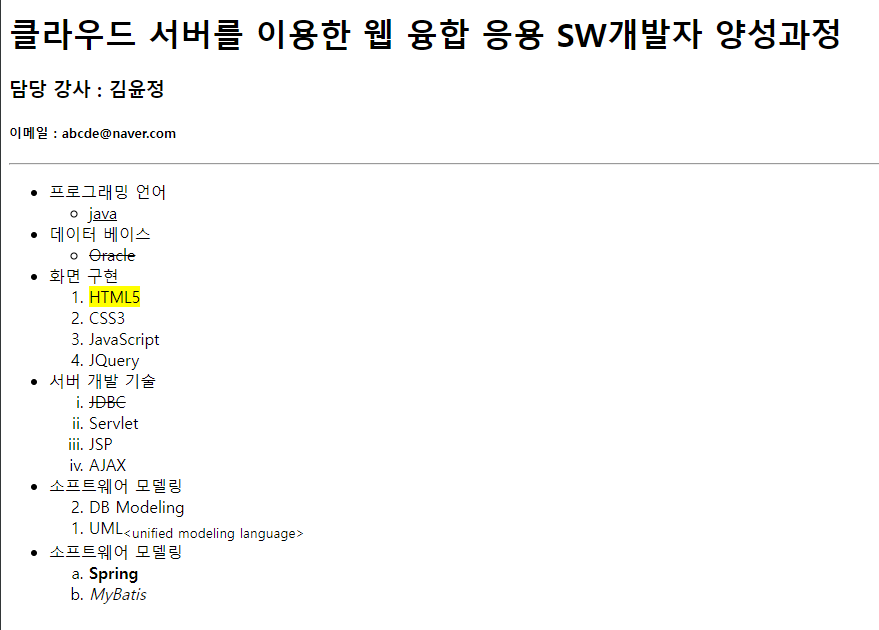 클라우드 서버를 이용한 웹 융합 응용 SW개발자 양성과정
담당 강사 : 김윤정
이메일 : abcde@naver.com
• 프로그래밍 언어
○ java
• 데이터 베이스
○ Oracle
• 화면 구현
1. HTML5
2. CSS3
3. JavaScript
4. JQuery
• 서버 개발 기술
i. JDBC
ii. Servlet
iii. JSP
iv. AJAX
• 소프트웨어 모델링
2. DB Modeling
1. UML<unified modeling language>
• 소프트웨어 모델링
a. Spring
b. MyBatis